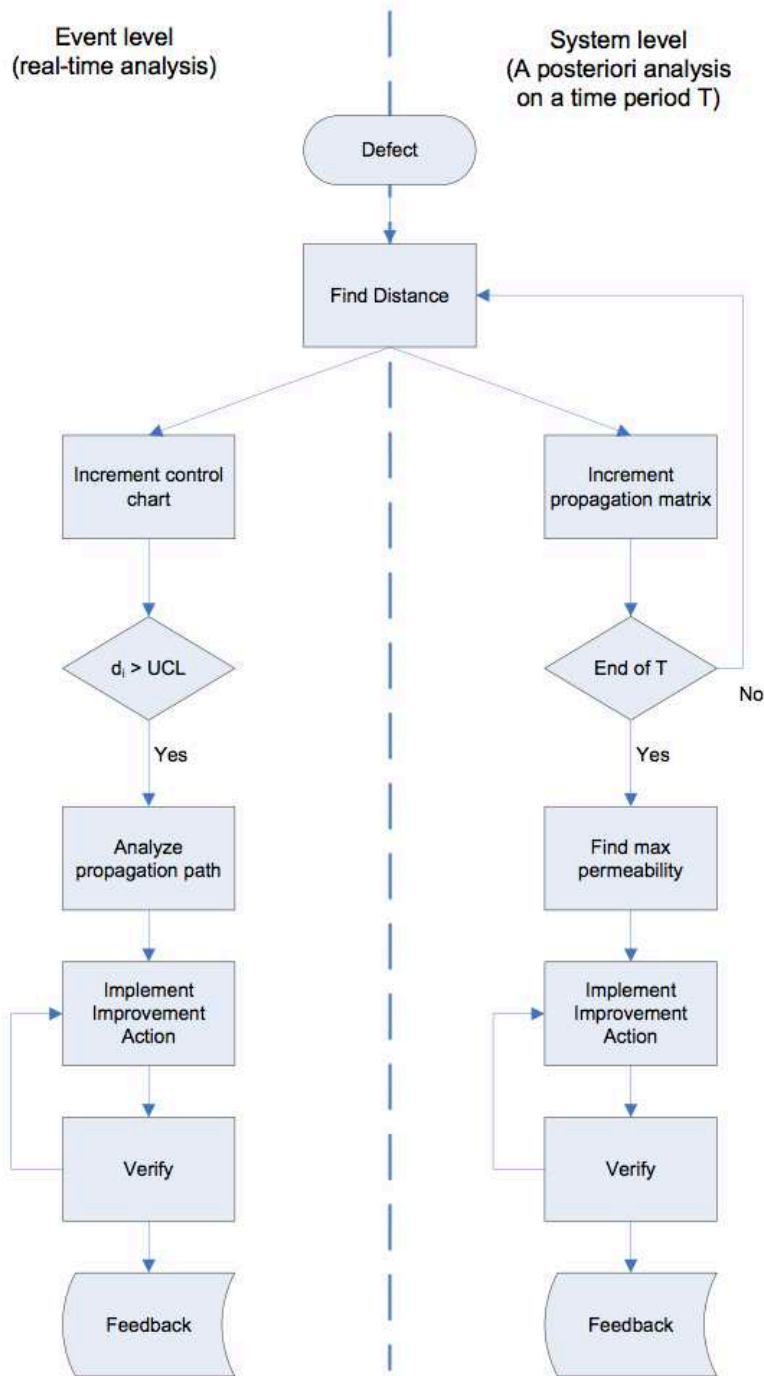 Event level
(real-time analysis)
System level
(A posteriori analysis
on a time period T)
Defect
Find Distance
Increment control
chart
Increment
propagation matrix
dᵢ > UCL
End of T
No
Yes
Yes
Analyze
propagation path
Find max
permeability
Implement
Improvement
Action
Implement
Improvement
Action
Verify
Verify
Feedback
Feedback